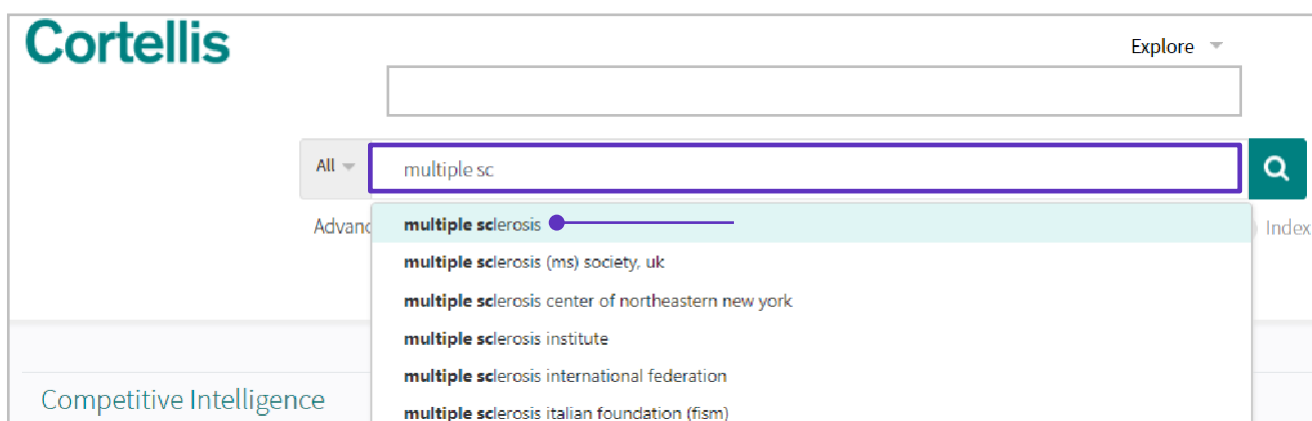 Cortellis
Explore
All
multiple sc
Advanc
multiple sclerosis
Index
multiple sclerosis (ms) society, uk
multiple sclerosis center of northeastern new york
multiple sclerosis institute
multiple sclerosis international federation
Competitive Intelligence
multiple sclerosis italian foundation (fism)